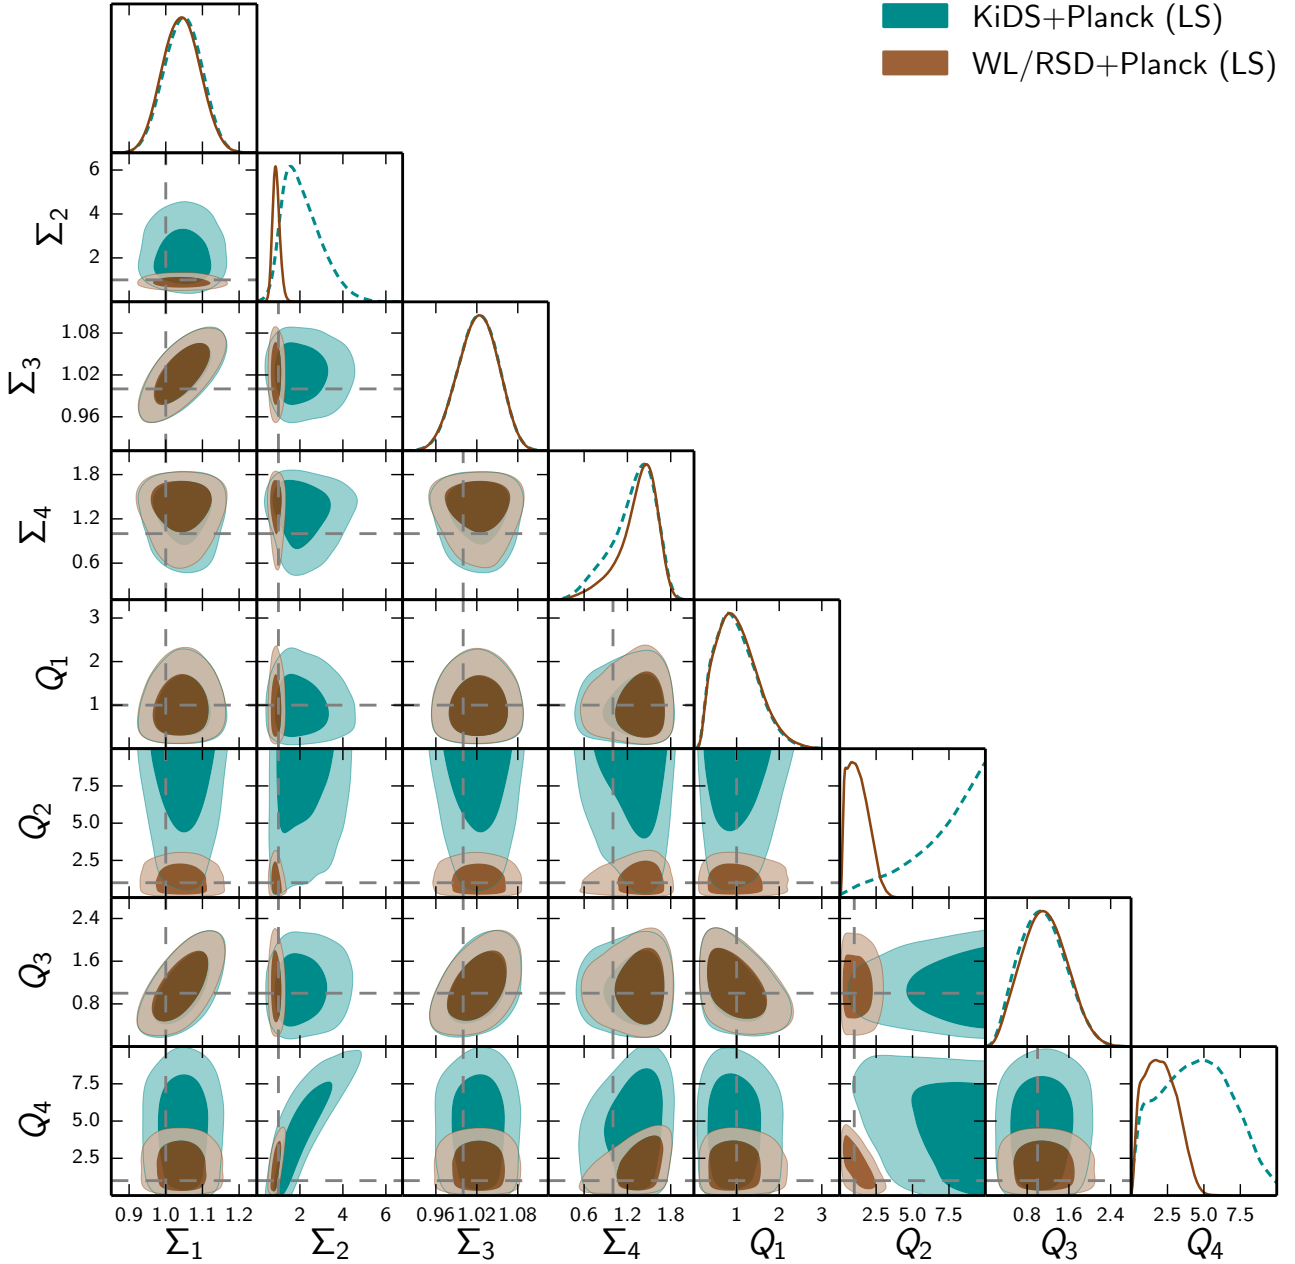 KiDS+Planck (LS)
WL/RSD+Planck (LS)
6
4
2
Σ2
1.08
1.02
0.96
Σ3
1.8
1.2
0.6
Σ4
3
2
1
Q1
7.5
5.0
2.5
Q2
2.4
1.6
0.8
Q3
7.5
5.0
2.5
Q4
0.9 1.0 1.1 1.2 2 4 6 0.96 1.02 1.08 0.6 1.2 1.8 1 2 3 2.5 5.0 7.5 0.8 1.6 2.4 2.5 5.0 7.5
Σ1 Σ2 Σ3 Σ4 Q1 Q2 Q3 Q4